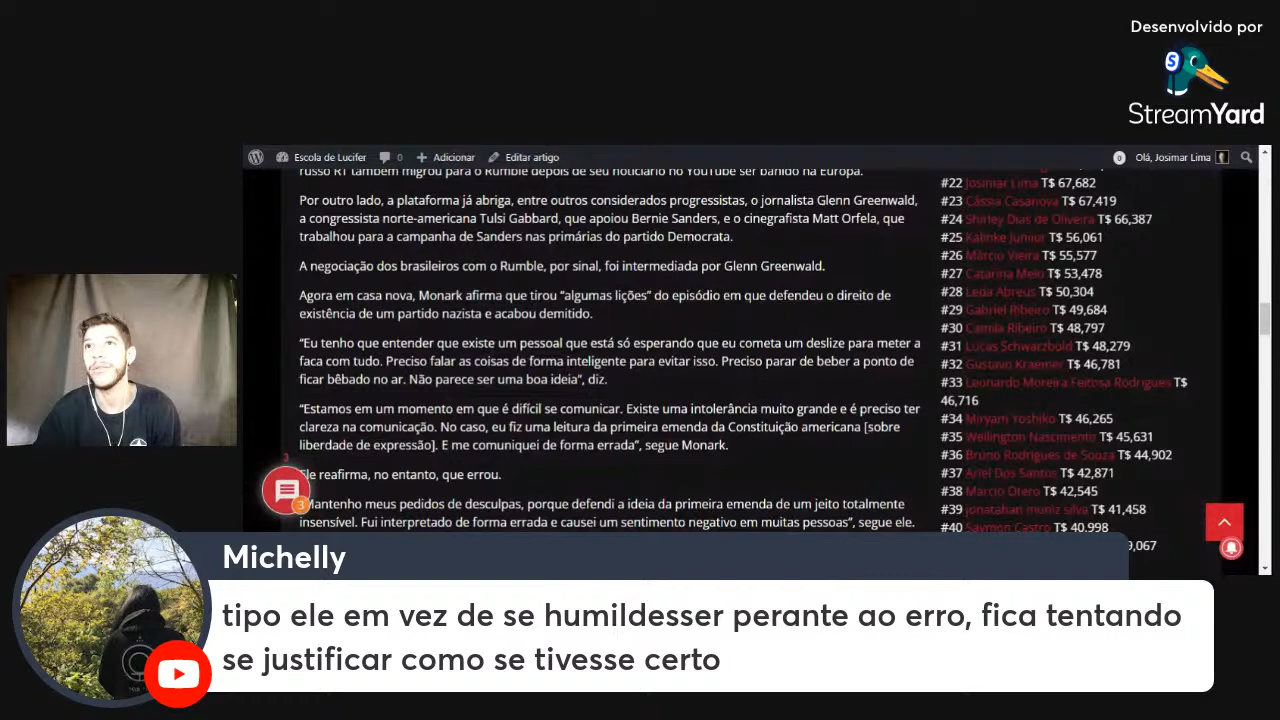 Desenvolvido por
StreamYard
Escola de Lucifer 0 Adicionar Editar artigo
0 Olá, Josimar Lima
russo RT também migrou para o Rumble depois de seu noticiário no YouTube ser banido na Europa.
Por outro lado, a plataforma já abriga, entre outros considerados progressistas, o jornalista Glenn Greenwald,
a congressista norte-americana Tulsi Gabbard, que apoiou Bernie Sanders, e o cinegrafista Matt Orfela, que
trabalhou para a campanha de Sanders nas primárias do partido Democrata.
A negociação dos brasileiros com o Rumble, por sinal, foi intermediada por Glenn Greenwald.
Agora em casa nova, Monark afirma que tirou “algumas lições” do episódio em que defendeu o direito de
existência de um partido nazista e acabou demitido.
“Eu tenho que entender que existe um pessoal que está só esperando que eu cometa um deslize para meter a
faca com tudo. Preciso falar as coisas de forma inteligente para evitar isso. Preciso parar de beber a ponto de
ficar bêbado no ar. Não parece ser uma boa ideia”, diz.
“Estamos em um momento em que é difícil se comunicar. Existe uma intolerância muito grande e é preciso ter
clareza na comunicação. No caso, eu fiz uma leitura da primeira emenda da Constituição americana [sobre
liberdade de expressão]. E me comuniquei de forma errada”, segue Monark.
Ele reafirma, no entanto, que errou.
Mantenho meus pedidos de desculpas, porque defendi a ideia da primeira emenda de um jeito totalmente
insensível. Fui interpretado de forma errada e causei um sentimento negativo em muitas pessoas”, segue ele.
3
3
#22 Josimar Lima T$ 67,682
#23 Cássia Casanova T$ 67,419
#24 Shirley Dias de Oliveira T$ 66,387
#25 Kalinke Junior T$ 56,061
#26 Márcio Vieira T$ 55,577
#27 Catarina Melo T$ 53,478
#28 Leda Abreus T$ 50,304
#29 Gabriel Ribeiro T$ 49,684
#30 Camila Ribeiro T$ 48,797
#31 Lucas Schwarzbold T$ 48,279
#32 Gustavo Kraemer T$ 46,781
#33 Leonardo Moreira Feitosa Rodrigues T$
46,716
#34 Miryam Yoshiko T$ 46,265
#35 Wellington Nascimento T$ 45,631
#36 Bruno Rodrigues de Souza T$ 44,902
#37 Ariel Dos Santos T$ 42,871
#38 Marcio Otero T$ 42,545
#39 jonatahan muniz silva T$ 41,458
#40 Saymon Castro T$ 40,998
9,067
Michelly
tipo ele em vez de se humildesser perante ao erro, fica tentando
se justificar como se tivesse certo